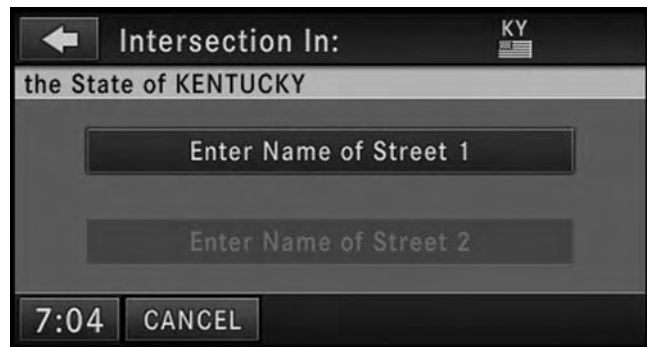 Intersection In:
KY
the State of KENTUCKY
Enter Name of Street 1
Enter Name of Street 2
7:04
CANCEL